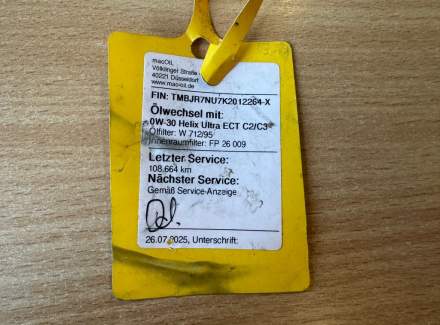 macOIL
Völklinger Straße
40221 Düsseldorf
www.mac-oil.de
FIN: TMBJR7NU7K2012264-X
Ölwechsel mit:
0W-30 Helix Ultra ECT C2/C3
Ölfilter: W 712/95
Innenraumfilter: FP 26 009
Letzter Service:
108.664 km
Nächster Service:
Gemäß Service-Anzeige
26.07.2025, Unterschrift: